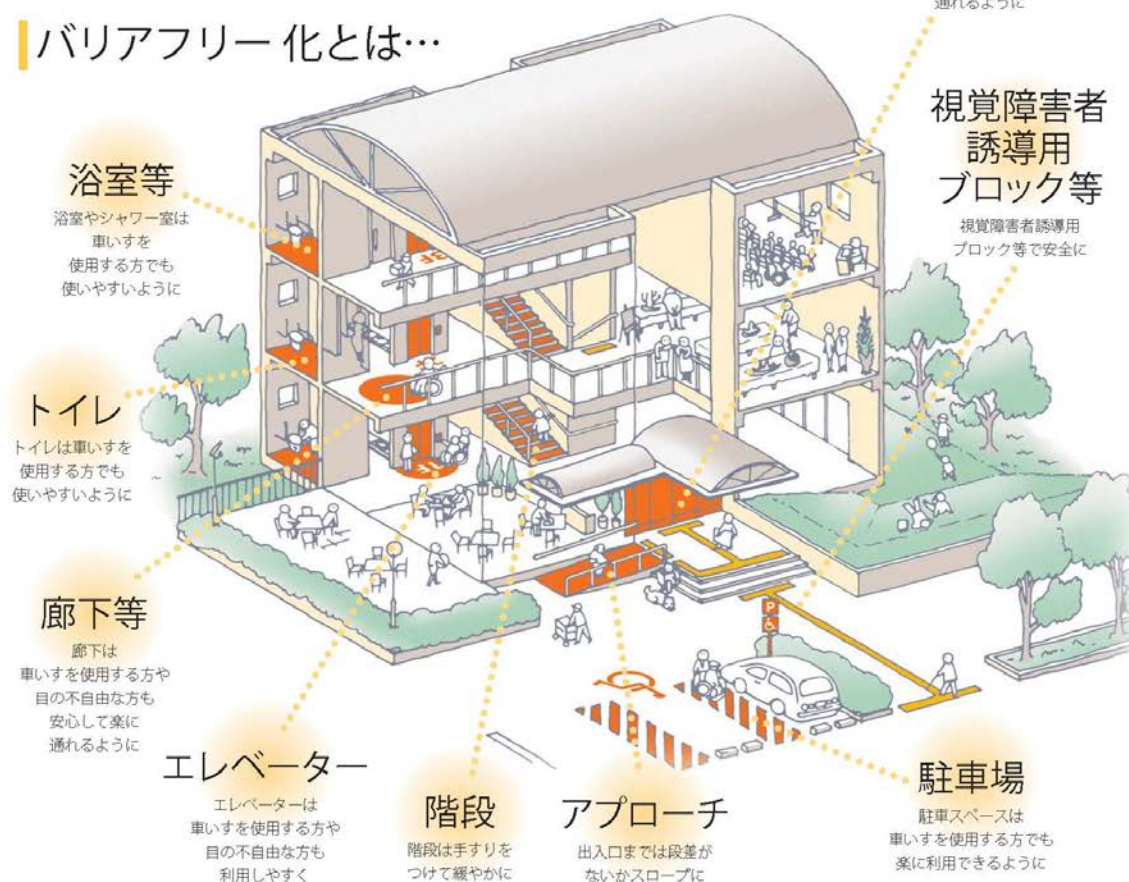 通れるように
バリアフリー 化とは…
視覚障害者
誘導用
ブロック等
視覚障害者誘導用
ブロック等で安全に
浴室等
浴室やシャワー室は
車いすを
使用する方でも
使いやすいように
トイレ
トイレは車いすを
使用する方でも
使いやすいように
廊下等
廊下は
車いすを使用する方や
目の不自由な方も
安心して楽に
通れるように
エレベーター
エレベーターは
車いすを使用する方や
目の不自由な方も
利用しやすく
階段
階段は手すりを
つけて緩やかに
アプローチ
出入口までは段差が
ないかスロープに
駐車場
駐車スペースは
車いすを使用する方でも
楽に利用できるように
3F
P